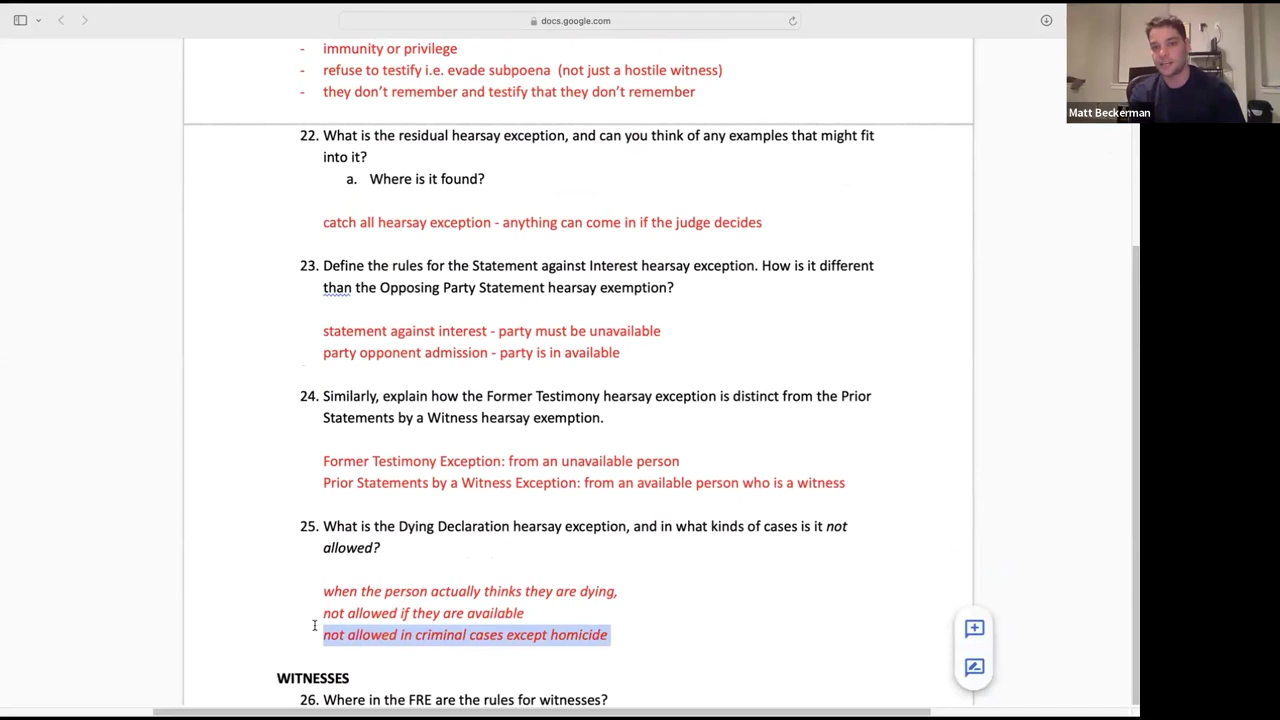 docs.google.com
Matt Beckerman
- immunity or privilege
- refuse to testify i.e. evade subpoena (not just a hostile witness)
- they don't remember and testify that they don't remember
22. What is the residual hearsay exception, and can you think of any examples that might fit
into it?
a. Where is it found?
catch all hearsay exception - anything can come in if the judge decides
23. Define the rules for the Statement against Interest hearsay exception. How is it different
than the Opposing Party Statement hearsay exemption?
statement against interest - party must be unavailable
party opponent admission - party is in available
24. Similarly, explain how the Former Testimony hearsay exception is distinct from the Prior
Statements by a Witness hearsay exemption.
Former Testimony Exception: from an unavailable person
Prior Statements by a Witness Exception: from an available person who is a witness
25. What is the Dying Declaration hearsay exception, and in what kinds of cases is it not
allowed?
when the person actually thinks they are dying,
not allowed if they are available
not allowed in criminal cases except homicide
WITNESSES
26. Where in the FRE are the rules for witnesses?